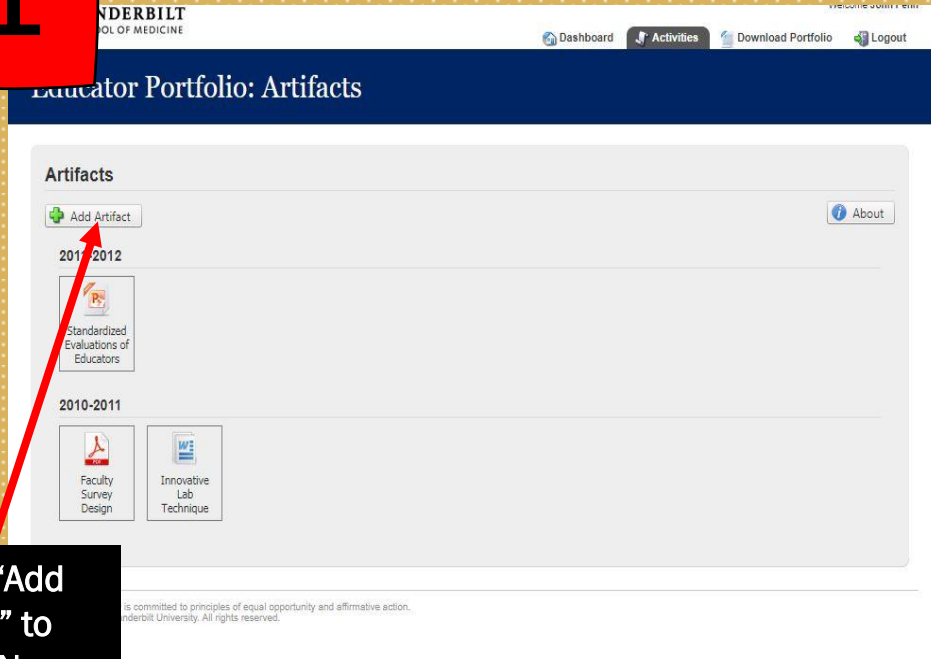 1
NDERBILT
OOL OF MEDICINE
Dashboard Activities Download Portfolio Logout
Educator Portfolio: Artifacts
Artifacts
Add Artifact
About
2011-2012
Standardized
Evaluations of
Educators
2010-2011
Faculty
Survey
Design
Innovative
Lab
Technique
“Add
” to
is committed to principles of equal opportunity and affirmative action.
nderbilt University. All rights reserved.